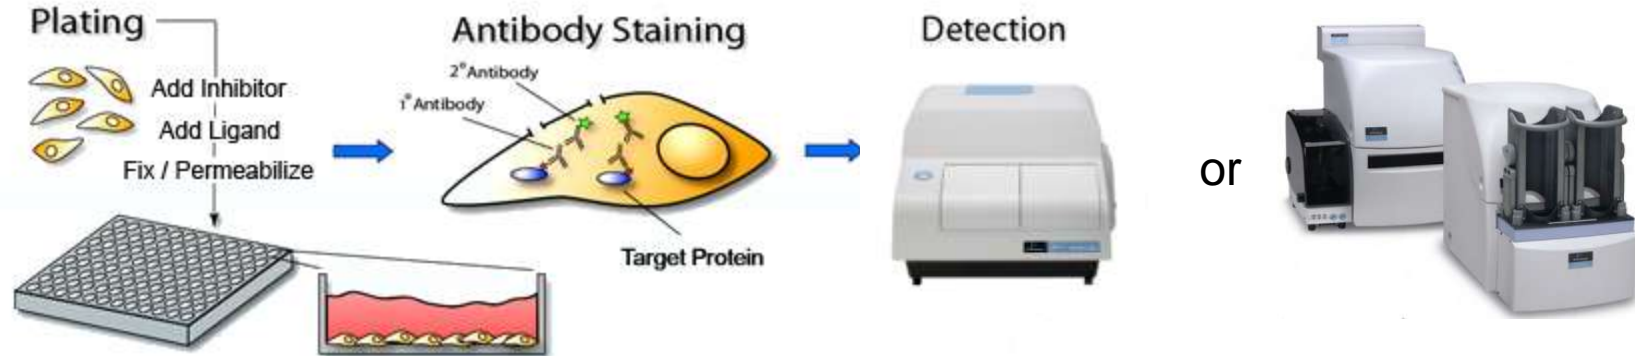 Plating
Add Inhibitor
Add Ligand
Fix / Permeabilize
Antibody Staining
2° Antibody
1° Antibody
Target Protein
Detection
or